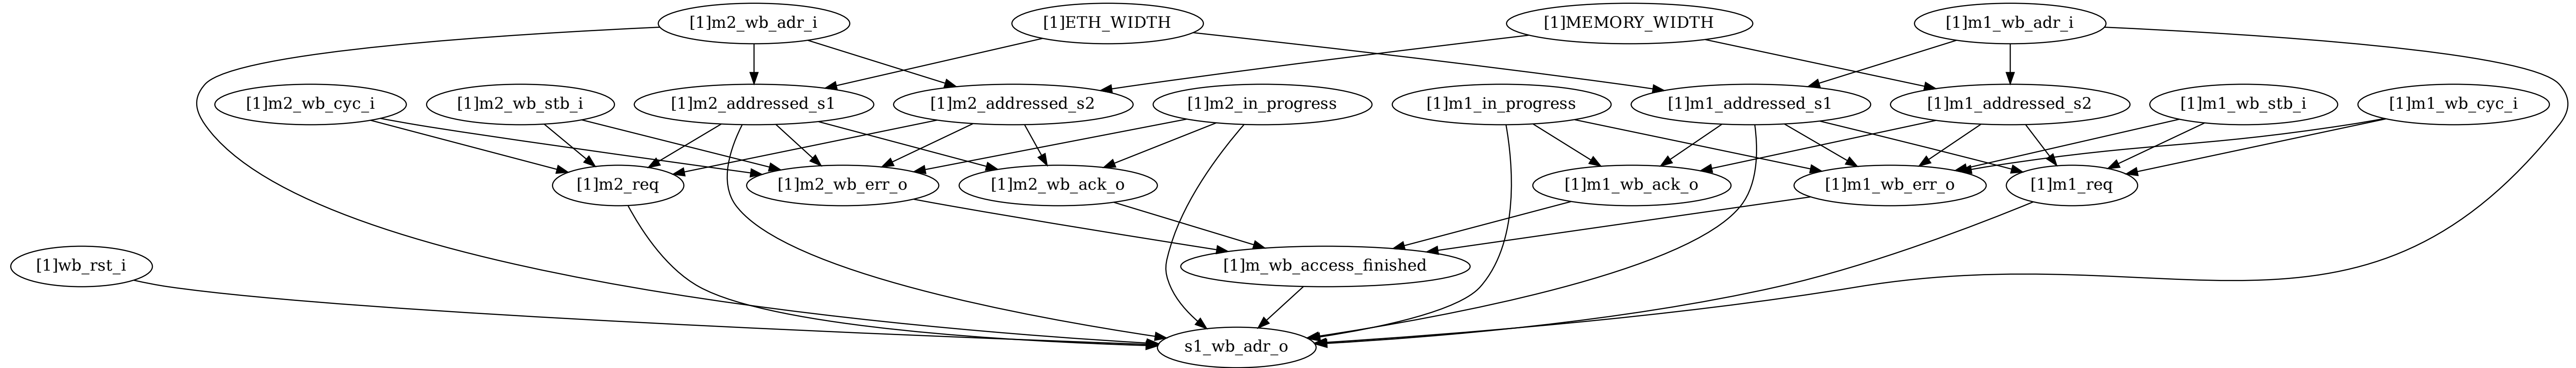 [1]m2_wb_adr_i
[1]ETH_WIDTH
[1]MEMORY_WIDTH
[1]m1_wb_adr_i
[1]m2_wb_cyc_i
[1]m2_wb_stb_i
[1]m2_addressed_s1
[1]m2_addressed_s2
[1]m2_in_progress
[1]m1_in_progress
[1]m1_addressed_s1
[1]m1_addressed_s2
[1]m1_wb_stb_i
[1]m1_wb_cyc_i
[1]m2_req
[1]m2_wb_err_o
[1]m2_wb_ack_o
[1]m1_wb_ack_o
[1]m1_wb_err_o
[1]m1_req
[1]wb_rst_i
[1]m_wb_access_finished
s1_wb_adr_o